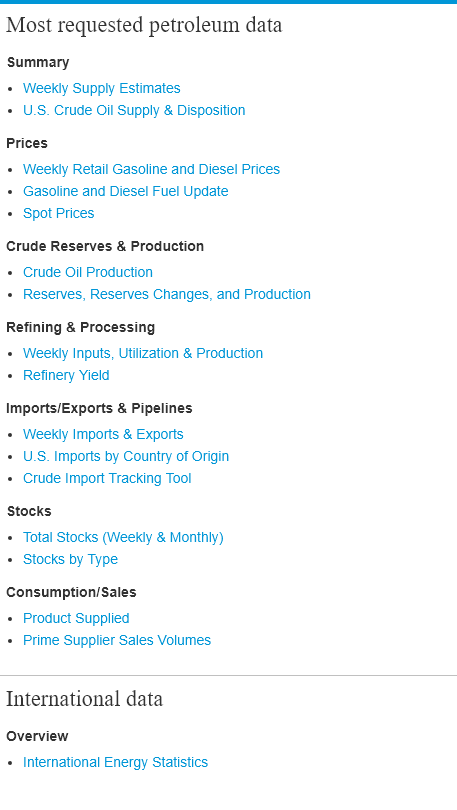 Most requested petroleum data
Summary
Weekly Supply Estimates
U.S. Crude Oil Supply & Disposition
Prices
Weekly Retail Gasoline and Diesel Prices
Gasoline and Diesel Fuel Update
Spot Prices
Crude Reserves & Production
Crude Oil Production
Reserves, Reserves Changes, and Production
Refining & Processing
Weekly Inputs, Utilization & Production
Refinery Yield
Imports/Exports & Pipelines
Weekly Imports & Exports
U.S. Imports by Country of Origin
Crude Import Tracking Tool
Stocks
Total Stocks (Weekly & Monthly)
Stocks by Type
Consumption/Sales
Product Supplied
Prime Supplier Sales Volumes
International data
Overview
International Energy Statistics